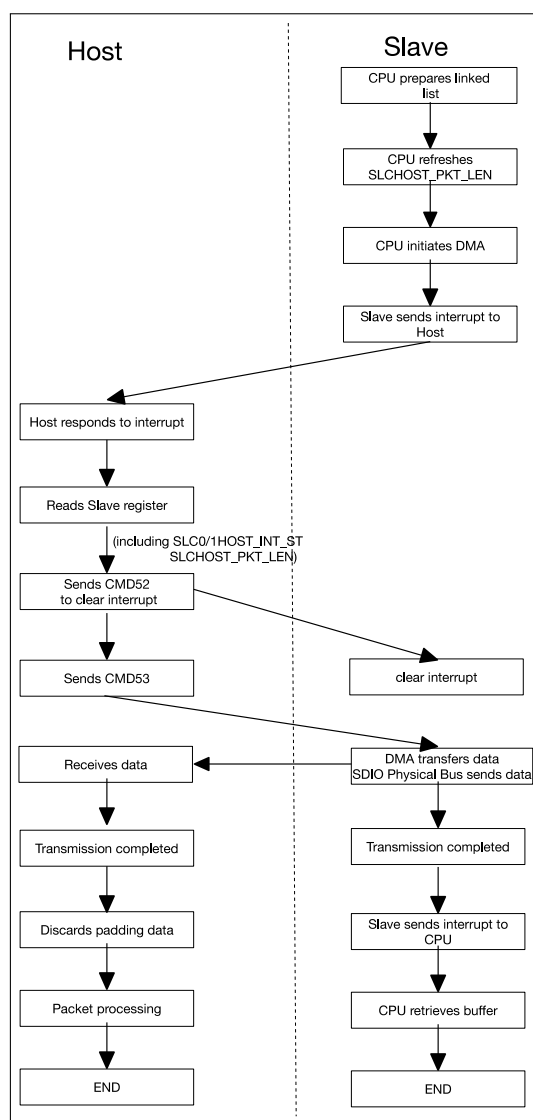 Host
Slave
CPU prepares linked
list
CPU refreshes
SLCHOST_PKT_LEN
CPU initiates DMA
Slave sends interrupt to
Host
Host responds to interrupt
Reads Slave register
(including SLC0/1HOST_INT_ST
SLCHOST_PKT_LEN)
Sends CMD52
to clear interrupt
Sends CMD53
clear interrupt
Receives data
DMA transfers data
SDIO Physical Bus sends data
Transmission completed
Transmission completed
Discards padding data
Slave sends interrupt to
CPU
Packet processing
CPU retrieves buffer
END
END